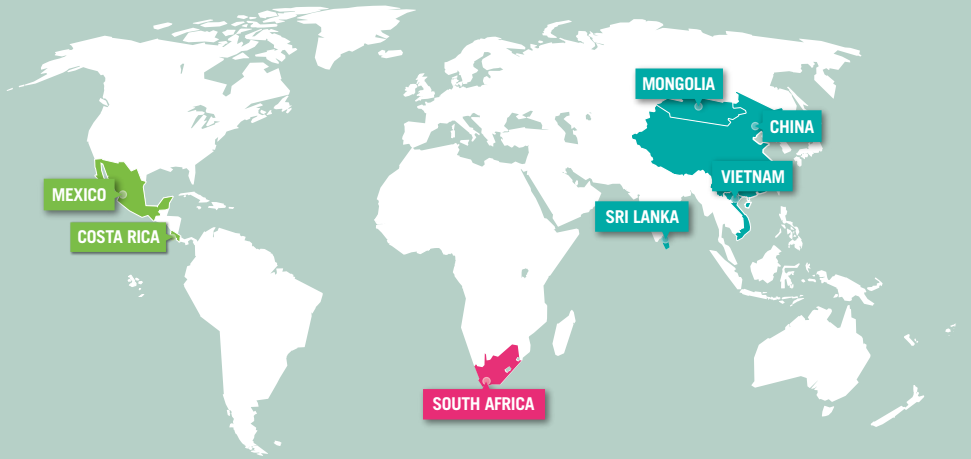 MONGOLIA
CHINA
VIETNAM
MEXICO
SRI LANKA
COSTA RICA
SOUTH AFRICA